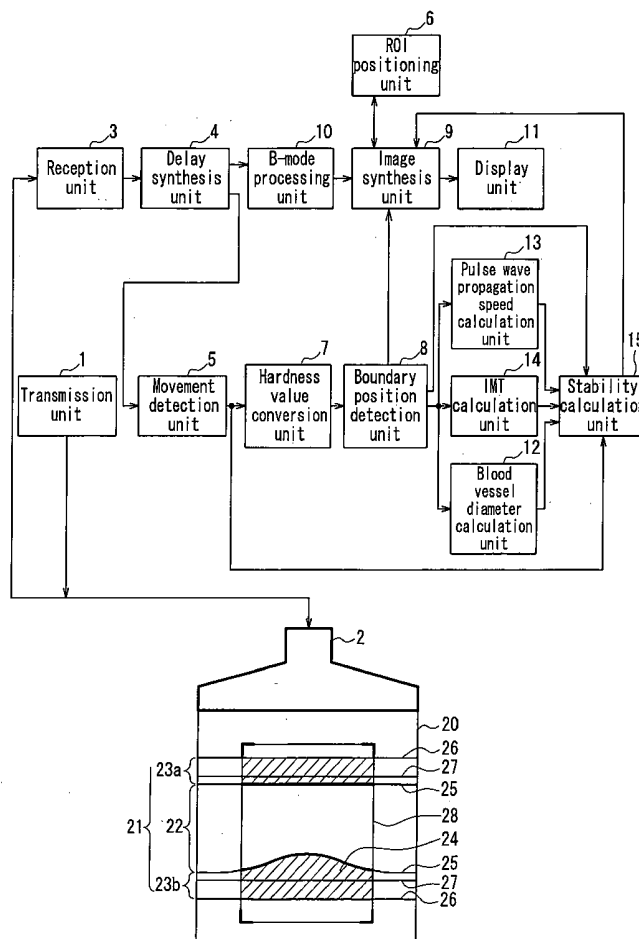 6
ROI
positioning
unit
3
Reception
unit
4
Delay
synthesis
unit
10
B-mode
processing
unit
9
Image
synthesis
unit
11
Display
unit
13
Pulse wave
propagation
speed
calculation
unit
1
Transmission
unit
5
Movement
detection
unit
7
Hardness
value
conversion
unit
8
Boundary
position
detection
unit
14
IMT
calculation
unit
15
Stability
calculation
unit
12
Blood
vessel
diameter
calculation
unit
2
20
26
23a
27
25
21
22
28
24
25
27
23b
26